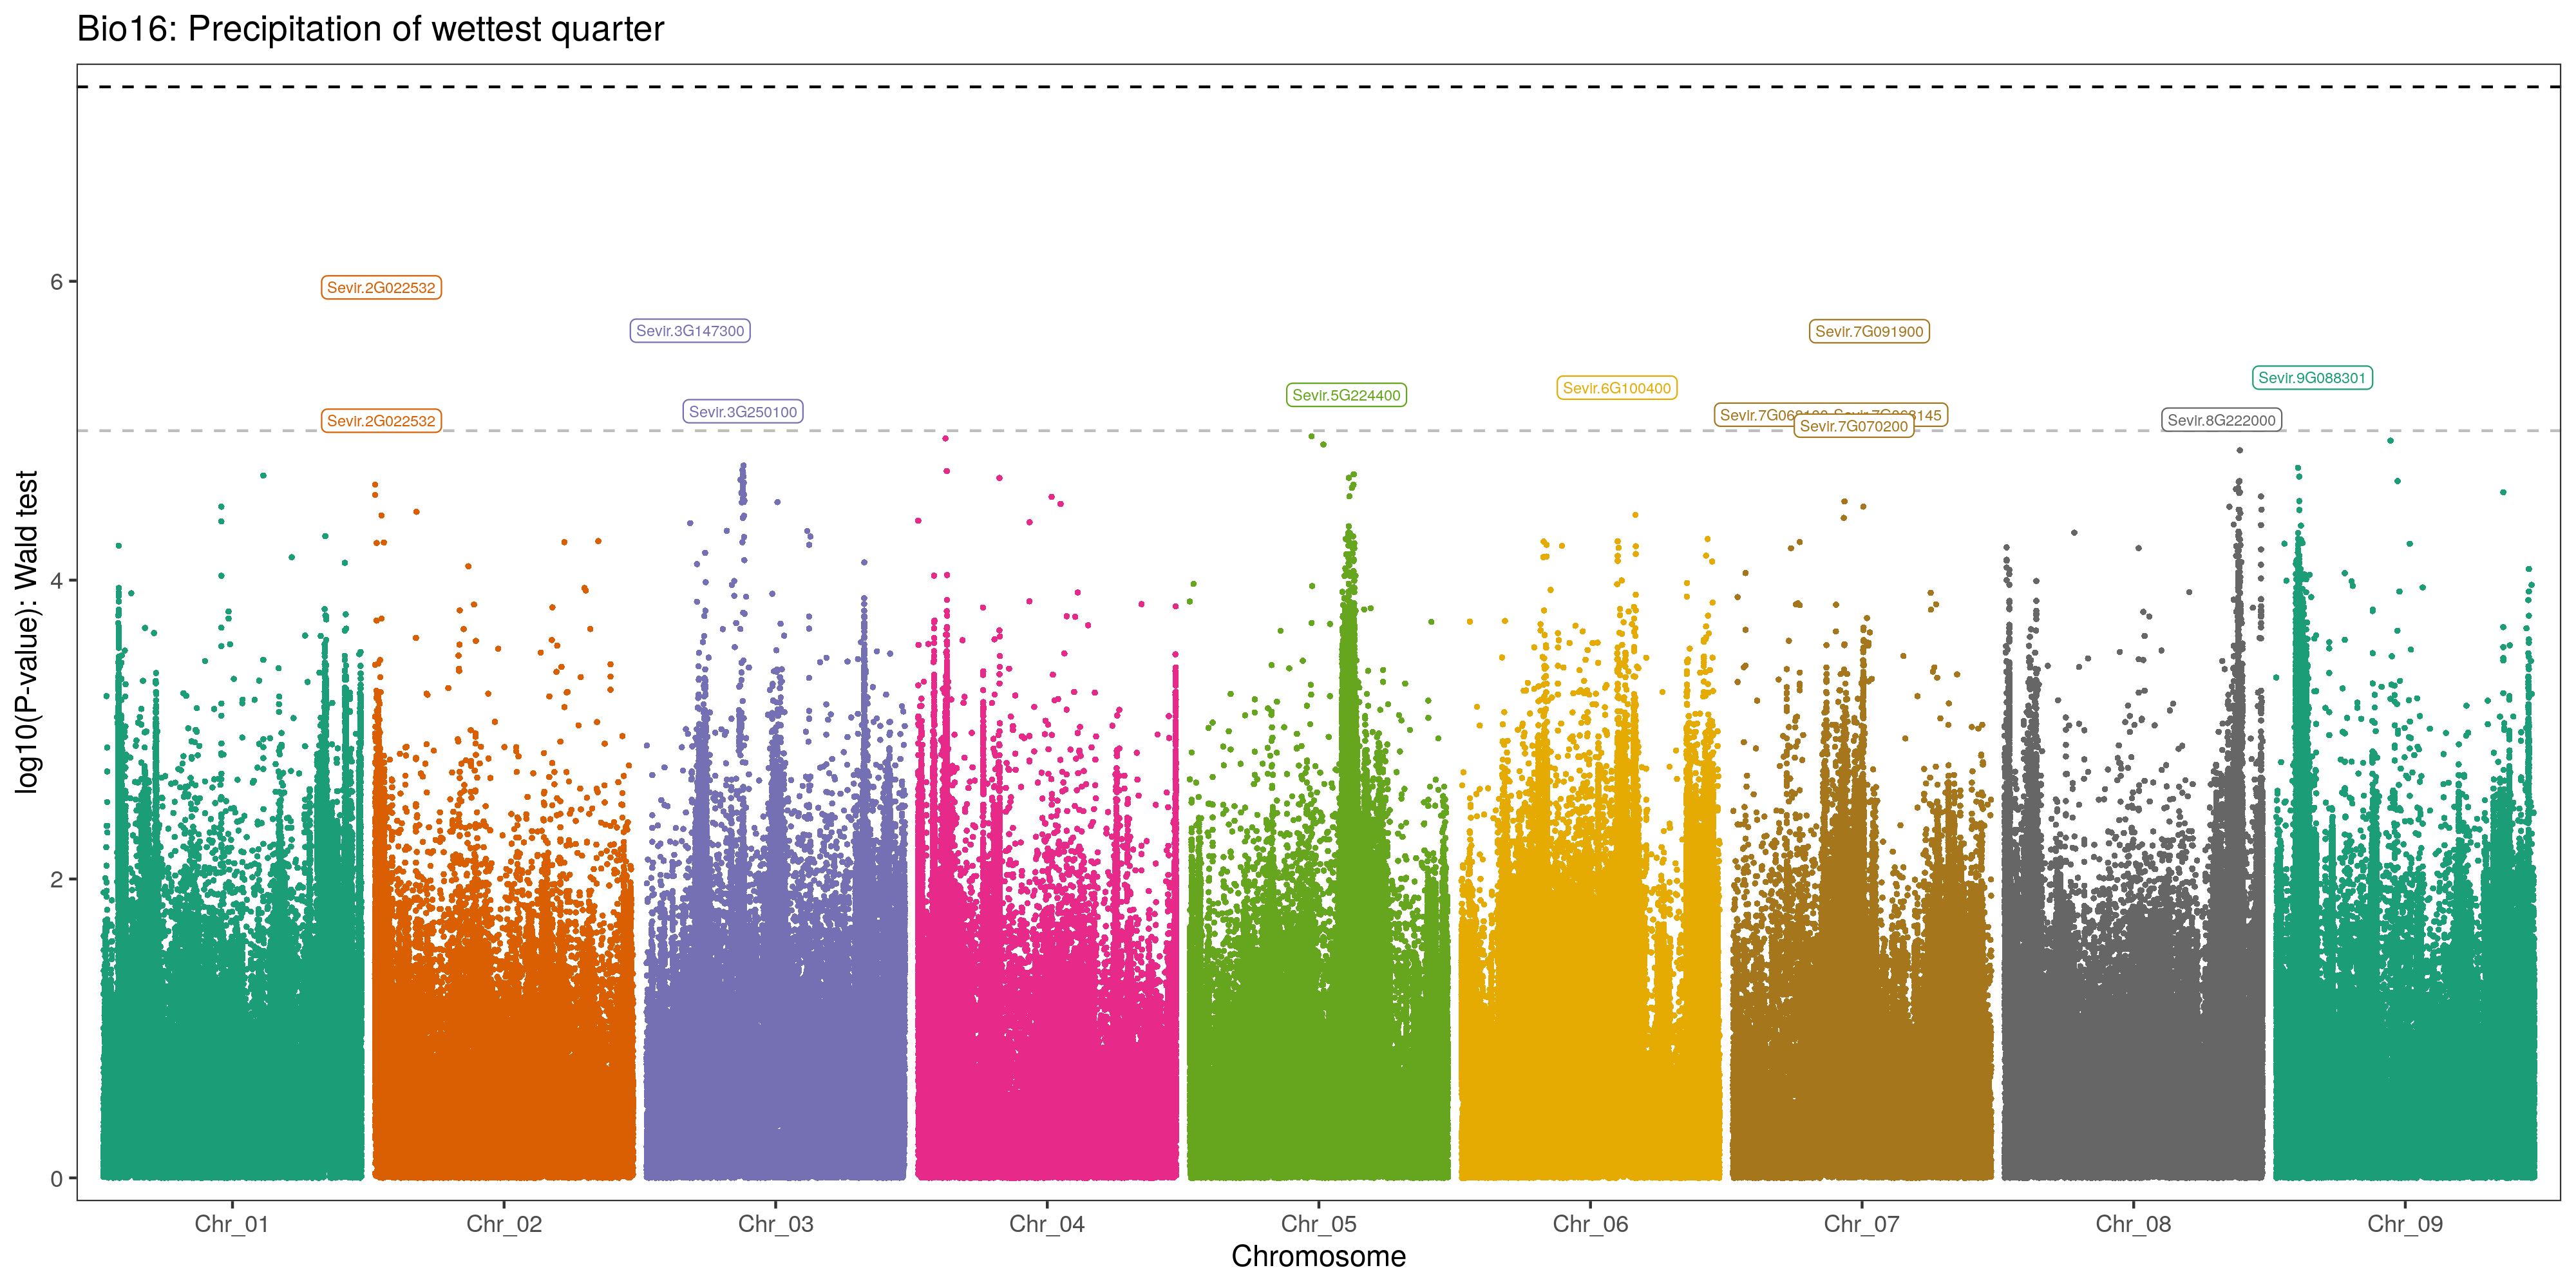 Bio16: Precipitation of wettest quarter
log10(P-value): Wald test
6
4
2
0
Sevir.2G022532
Sevir.3G147300
Sevir.7G091900
Sevir.9G088301
Sevir.6G100400
Sevir.5G224400
Sevir.3G250100
Sevir.2G022532
Sevir.7G070200
Sevir.8G222000
Chr_01 Chr_02 Chr_03 Chr_04 Chr_05 Chr_06 Chr_07 Chr_08 Chr_09
Chromosome